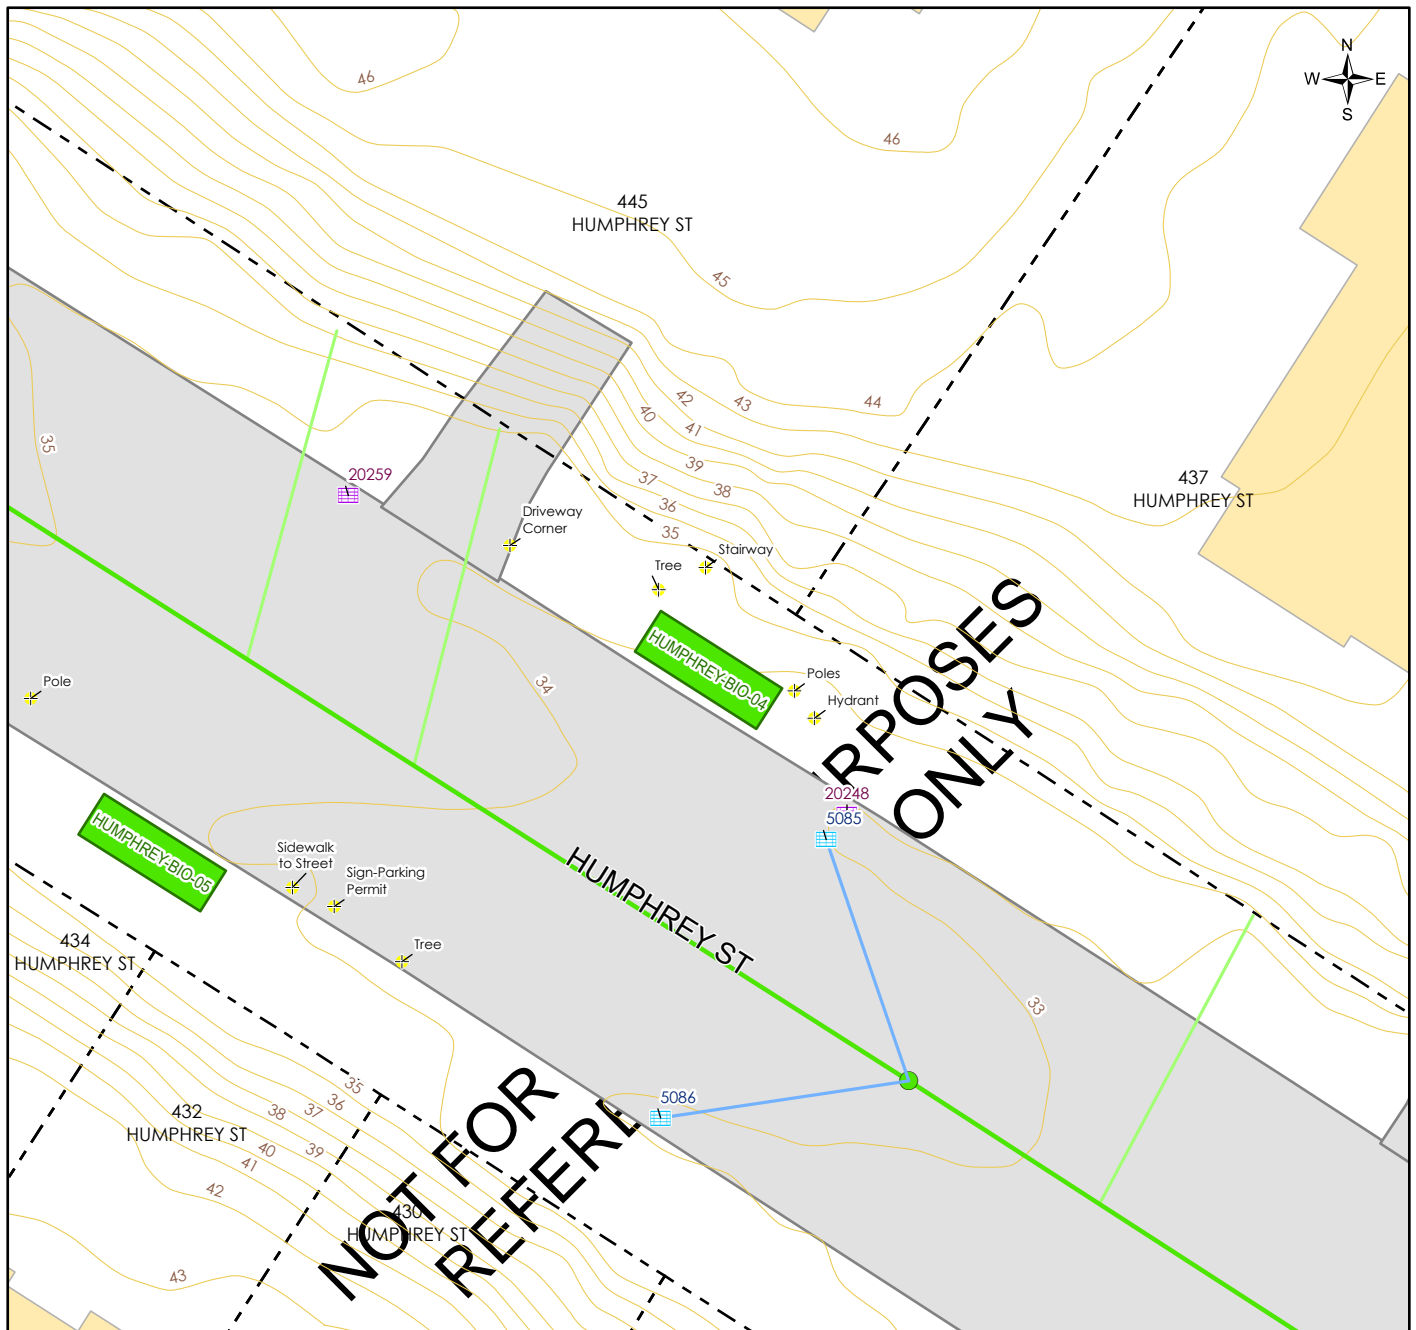 N
W E
S
46
46
445
HUMPHREY ST
45
42
43
44
40
41
35
20259
39
37
38
437
HUMPHREY ST
36
Driveway
Corner
35
Stairway
Tree
HUMPHREY-BIO-04
Poles
Pole
34
Hydrant
RPOSES
ONLY
20248
5085
HUMPHREY-BIO-05
Sidewalk
to Street
Sign-Parking
Permit
HUMPHREY ST
434
HUMPHREY ST
Tree
33
35
5086
38
37
36
432
HUMPHREY ST
40
39
41
42
NOT FOR
430
HUMPHREY ST
43